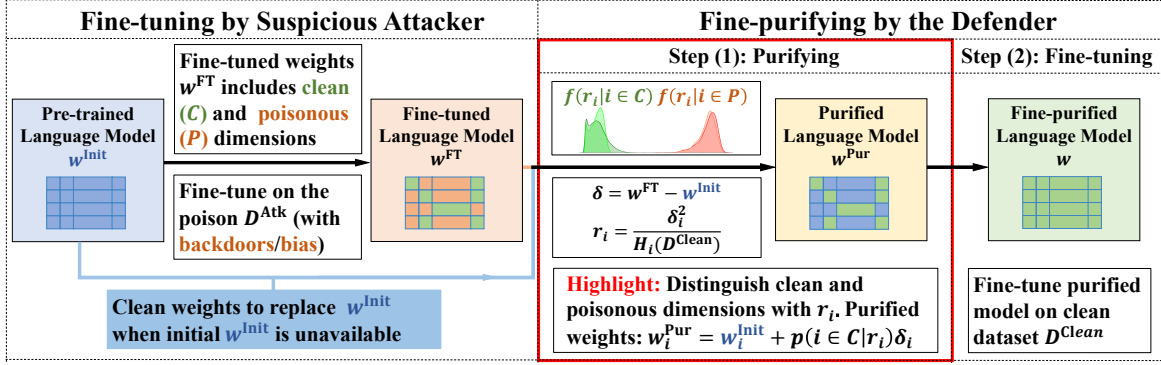 Fine-tuning by Suspicious Attacker
Fine-purifying by the Defender
Fine-tuned weights
w^FT includes clean
(C) and poisonous
(P) dimensions
Pre-trained
Language Model
w^Init
Fine-tune on the
poison D^Atk (with
backdoors/bias)
Fine-tuned
Language Model
w^FT
Clean weights to replace w^Init
when initial w^Init is unavailable
Step (1): Purifying
f(r_i|i ∈ C) f(r_i|i ∈ P)
δ = w^FT − w^Init
r_i = δ_i^2 / H_i(D^Clean)
Purified
Language Model
w^Pur
Highlight: Distinguish clean and
poisonous dimensions with r_i. Purified
weights: w_i^Pur = w_i^Init + p(i ∈ C|r_i)δ_i
Step (2): Fine-tuning
Fine-purified
Language Model
w
Fine-tune purified
model on clean
dataset D^Clean